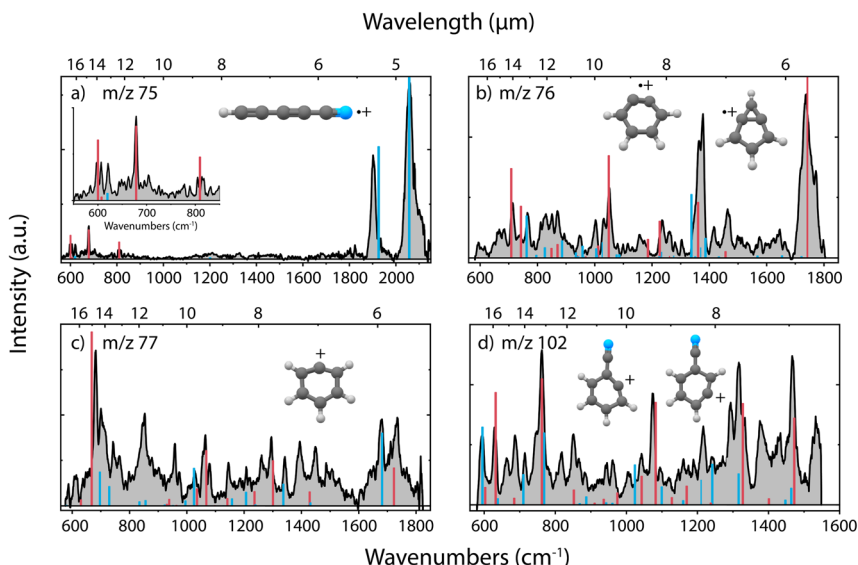 Wavelength (μm)
16 14 12 10 8 6 5
a) m/z 75
•+
600 700 800
Wavenumbers (cm-1)
600 800 1000 1200 1400 1600 1800 2000
16 14 12 10 8 6
b) m/z 76
•+
•+
600 800 1000 1200 1400 1600 1800
Intensity (a.u.)
16 14 12 10 8 6
c) m/z 77
+
600 800 1000 1200 1400 1600 1800
16 14 12 10 8
d) m/z 102
+
+
600 800 1000 1200 1400 1600
Wavenumbers (cm-1)